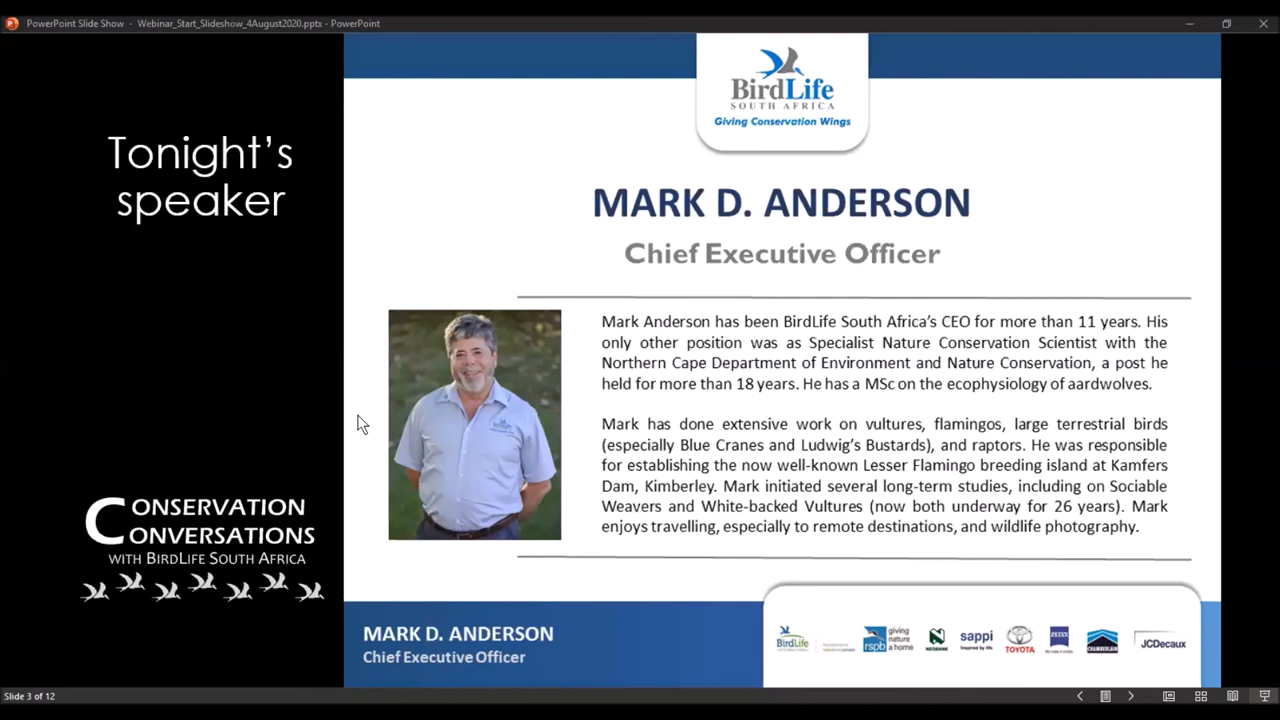 PowerPoint Slide Show - Webinar_Start_Slideshow_4August2020.pptx - PowerPoint
Tonight's
speaker
BirdLife
SOUTH AFRICA
Giving Conservation Wings
MARK D. ANDERSON
Chief Executive Officer
Mark Anderson has been BirdLife South Africa's CEO for more than 11 years. His
only other position was as Specialist Nature Conservation Scientist with the
Northern Cape Department of Environment and Nature Conservation, a post he
held for more than 18 years. He has a MSc on the ecophysiology of aardwolves.
Mark has done extensive work on vultures, flamingos, large terrestrial birds
(especially Blue Cranes and Ludwig's Bustards), and raptors. He was responsible
for establishing the now well-known Lesser Flamingo breeding island at Kamfers
Dam, Kimberley. Mark initiated several long-term studies, including on Sociable
Weavers and White-backed Vultures (now both underway for 26 years). Mark
enjoys travelling, especially to remote destinations, and wildlife photography.
CONSERVATION
CONVERSATIONS
WITH BIRDLIFE SOUTH AFRICA
MARK D. ANDERSON
Chief Executive Officer
BirdLife
rspb
giving
nature
a home
NEDBANK
sappi
Inspired by life
TOYOTA
ZEISS
CHAMBERLAIN
JCDecaux
Slide 3 of 12